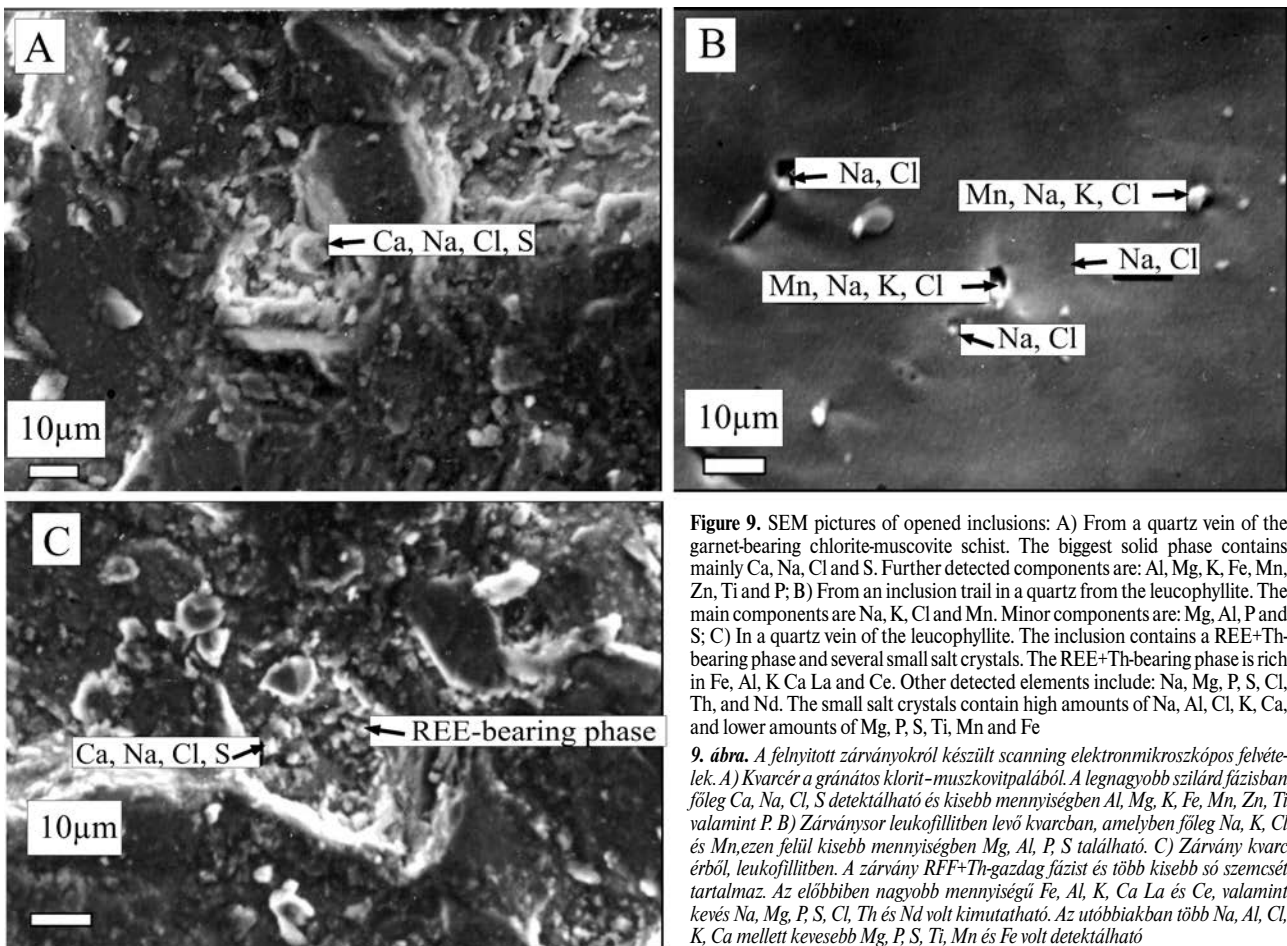 A
Ca, Na, Cl, S
10µm
B
Na, Cl
Mn, Na, K, Cl
Na, Cl
Mn, Na, K, Cl
Na, Cl
10µm
C
REE-bearing phase
Ca, Na, Cl, S
10µm
Figure 9. SEM pictures of opened inclusions: A) From a quartz vein of the
garnet-bearing chlorite-muscovite schist. The biggest solid phase contains
mainly Ca, Na, Cl and S. Further detected components are: Al, Mg, K, Fe, Mn,
Zn, Ti and P; B) From an inclusion trail in a quartz from the leucophyllite. The
main components are Na, K, Cl and Mn. Minor components are: Mg, Al, P and
S; C) In a quartz vein of the leucophyllite. The inclusion contains a REE+Th-
bearing phase and several small salt crystals. The REE+Th-bearing phase is rich
in Fe, Al, K Ca La and Ce. Other detected elements include: Na, Mg, P, S, Cl,
Th, and Nd. The small salt crystals contain high amounts of Na, Al, Cl, K, Ca,
and lower amounts of Mg, P, S, Ti, Mn and Fe
9. ábra. A felnyitott zárványokról készült scanning elektronmikroszkópos felvéte-
lek. A) Kvarcér a gránátos klorit–muszkovitpalából. A legnagyobb szilárd fázisban
főleg Ca, Na, Cl, S detektálható és kisebb mennyiségben Al, Mg, K, Fe, Mn, Zn, Ti
valamint P. B) Zárványsor leukofillitben levő kvarcban, amelyben főleg Na, K, Cl
és Mn,ezen felül kisebb mennyiségben Mg, Al, P, S található. C) Zárvány kvarc
érből, leukofillitben. A zárvány RFF+Th-gazdag fázist és több kisebb só szemcsét
tartalmaz. Az előbbiben nagyobb mennyiségű Fe, Al, K, Ca La és Ce, valamint
kevés Na, Mg, P, S, Cl, Th és Nd volt kimutatható. Az utóbbiakban több Na, Al, Cl,
K, Ca mellett kevesebb Mg, P, S, Ti, Mn és Fe volt detektálható